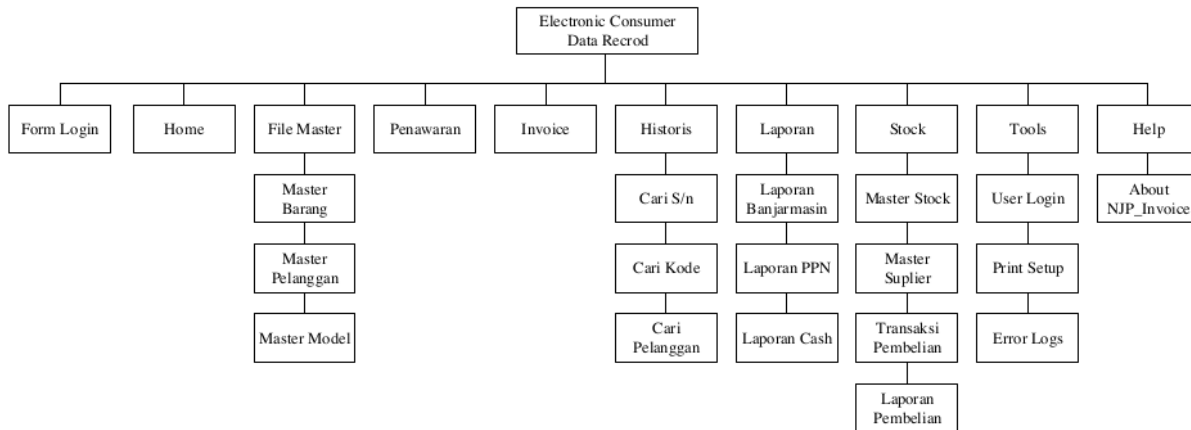 Electronic Consumer
Data Recrod
Form Login
Home
File Master
Penawaran
Invoice
Historis
Laporan
Stock
Tools
Help
Master
Barang
Cari S/n
Laporan
Banjarmasin
Master Stock
User Login
About
NJP_Invoice
Master
Pelanggan
Cari Kode
Laporan PPN
Master
Suplier
Print Setup
Master Model
Cari
Pelanggan
Laporan Cash
Transaksi
Pembelian
Error Logs
Laporan
Pembelian